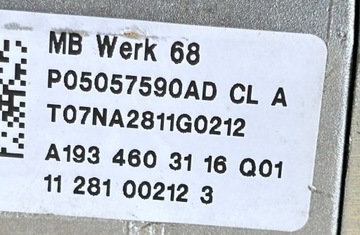 MB Werk 68
P05057590AD CL A
T07NA2811G0212
A193 460 31 16 Q01
11 281 00212 3